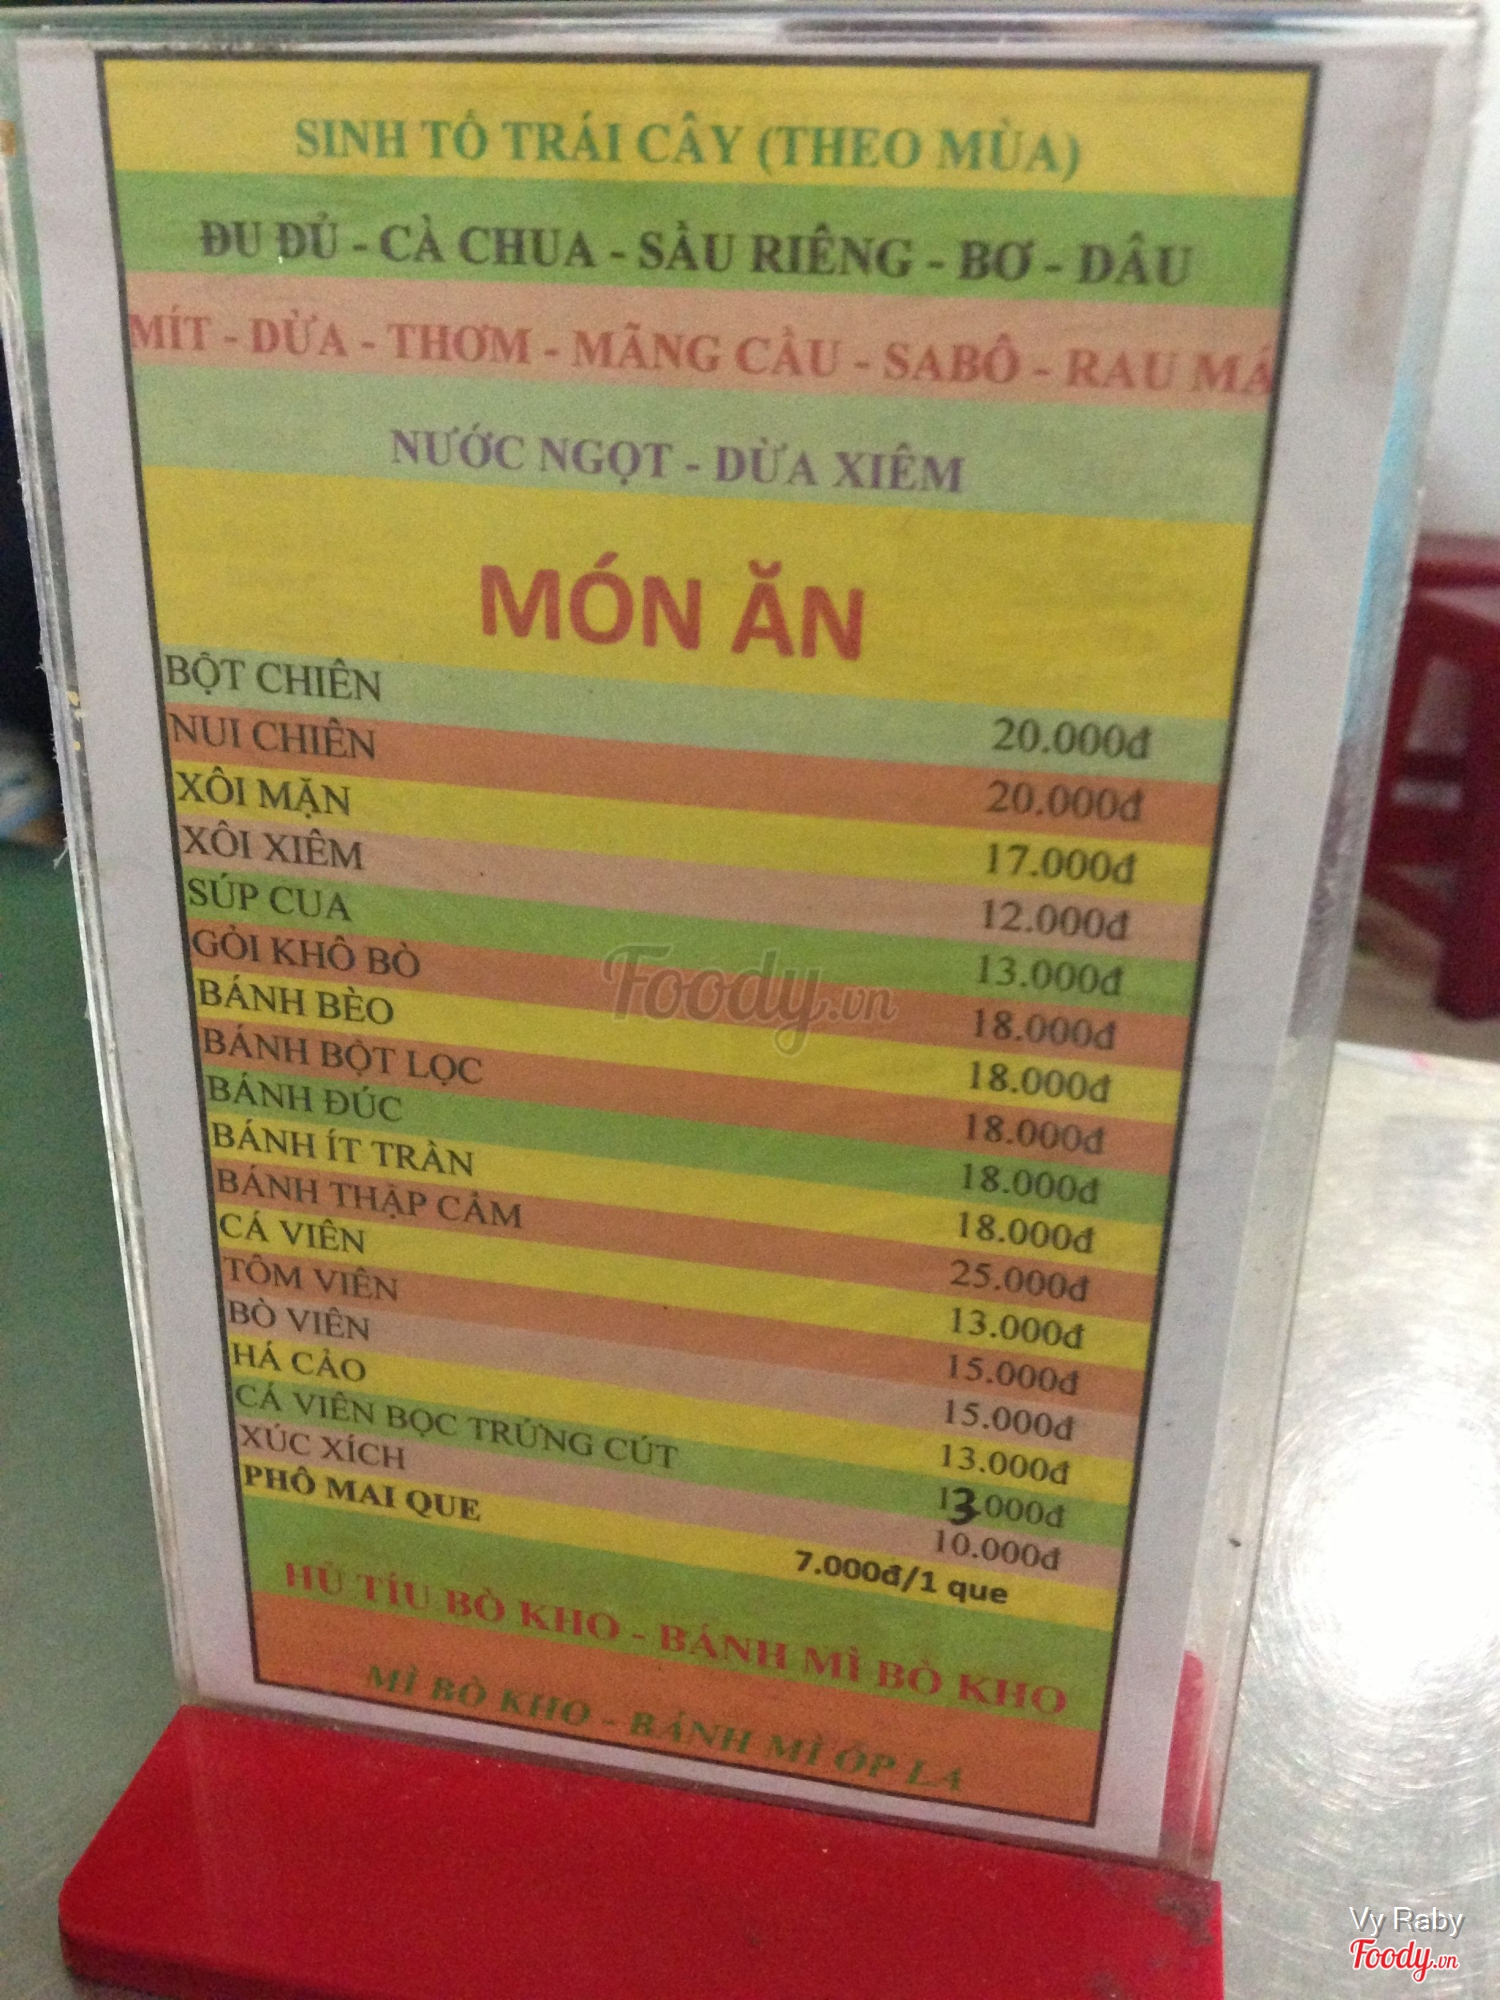 SINH TỐ TRÁI CÂY (THEO MÙA)
ĐU ĐỦ - CÀ CHUA - SẦU RIÊNG - BƠ - DÂU
MÍT - DỪA - THƠM - MÃNG CẦU - SABÔ - RAU MÁ
NƯỚC NGỌT - DỪA XIÊM
MÓN ĂN
BỘT CHIÊN 20.000đ
NUI CHIÊN 20.000đ
XÔI MẶN 17.000đ
XÔI XIÊM 12.000đ
SÚP CUA 13.000đ
GỎI KHÔ BÒ 18.000đ
BÁNH BÈO 18.000đ
BÁNH BỘT LỌC 18.000đ
BÁNH ĐÚC 18.000đ
BÁNH ÍT TRẦN 18.000đ
BÁNH THẬP CẨM 25.000đ
CÁ VIÊN 13.000đ
TÔM VIÊN 15.000đ
BÒ VIÊN 15.000đ
HÁ CẢO 13.000đ
CÁ VIÊN BỌC TRỨNG CÚT 13.000đ
XÚC XÍCH 10.000đ
PHÔ MAI QUE 7.000đ/1 que
HỦ TÍU BÒ KHO - BÁNH MÌ BÒ KHO
MÌ BÒ KHO - BÁNH MÌ ỐP LA
Foody.vn
Vy Raby
Foody.vn